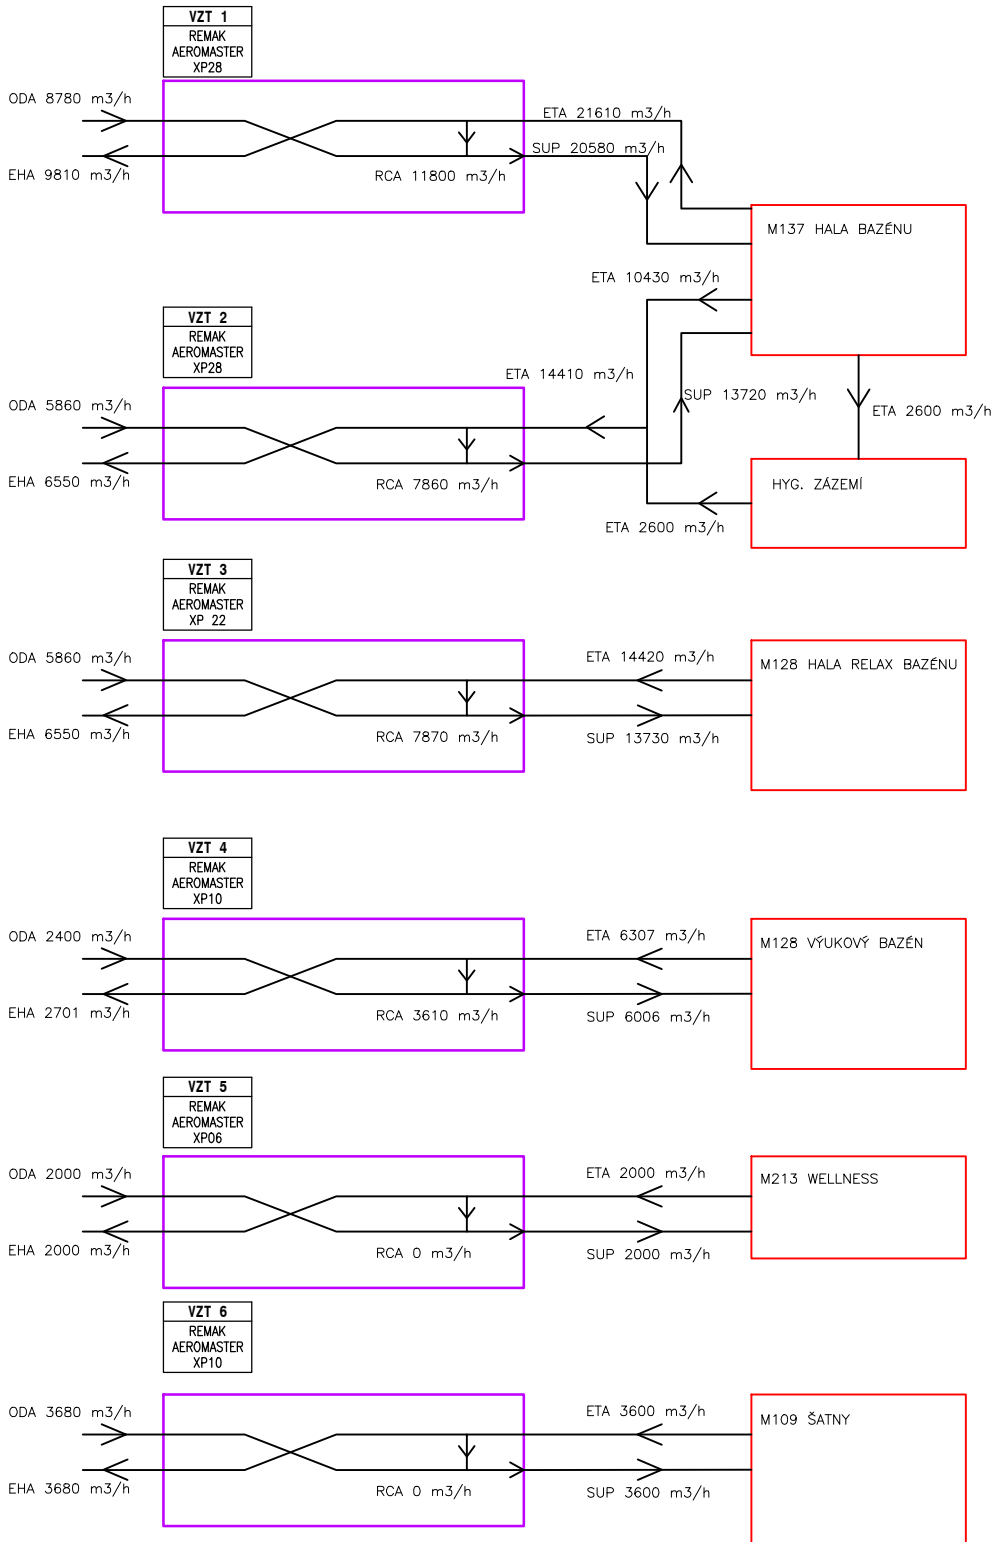 VZT 1
REMAK
AEROMASTER
XP28
ODA 8780 m3/h
EHA 9810 m3/h
RCA 11800 m3/h
ETA 21610 m3/h
SUP 20580 m3/h
M137 HALA BAZÉNU
ETA 10430 m3/h
VZT 2
REMAK
AEROMASTER
XP28
ODA 5860 m3/h
EHA 6550 m3/h
RCA 7860 m3/h
ETA 14410 m3/h
SUP 13720 m3/h
ETA 2600 m3/h
HYG. ZÁZEMÍ
ETA 2600 m3/h
VZT 3
REMAK
AEROMASTER
XP 22
ODA 5860 m3/h
EHA 6550 m3/h
RCA 7870 m3/h
ETA 14420 m3/h
SUP 13730 m3/h
M128 HALA RELAX BAZÉNU
VZT 4
REMAK
AEROMASTER
XP10
ODA 2400 m3/h
EHA 2701 m3/h
RCA 3610 m3/h
ETA 6307 m3/h
SUP 6006 m3/h
M128 VÝUKOVÝ BAZÉN
VZT 5
REMAK
AEROMASTER
XP06
ODA 2000 m3/h
EHA 2000 m3/h
RCA 0 m3/h
ETA 2000 m3/h
SUP 2000 m3/h
M213 WELLNESS
VZT 6
REMAK
AEROMASTER
XP10
ODA 3680 m3/h
EHA 3680 m3/h
RCA 0 m3/h
ETA 3600 m3/h
SUP 3600 m3/h
M109 ŠATNY